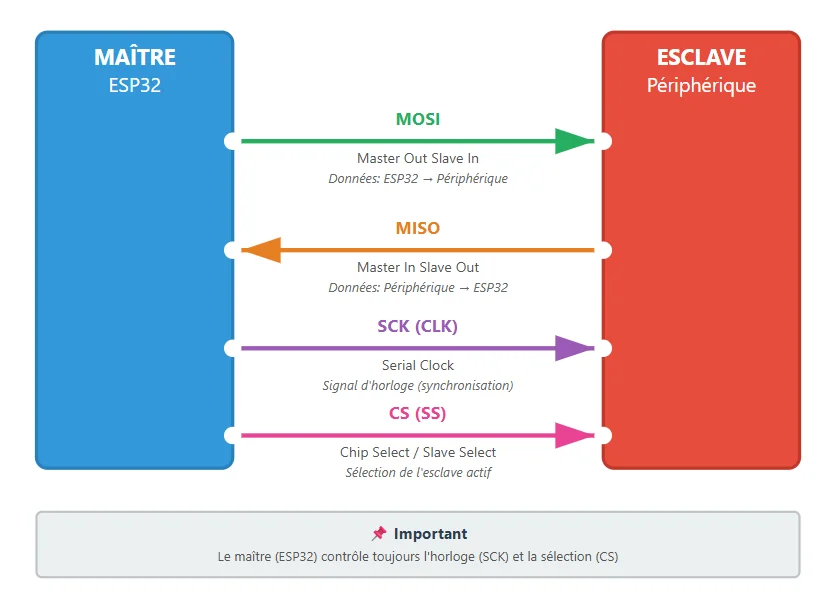 MAÎTRE
ESP32
ESCLAVE
Périphérique
MOSI
Master Out Slave In
Données: ESP32 → Périphérique
MISO
Master In Slave Out
Données: Périphérique → ESP32
SCK (CLK)
Serial Clock
Signal d'horloge (synchronisation)
CS (SS)
Chip Select / Slave Select
Sélection de l'esclave actif
📌 Important
Le maître (ESP32) contrôle toujours l'horloge (SCK) et la sélection (CS)